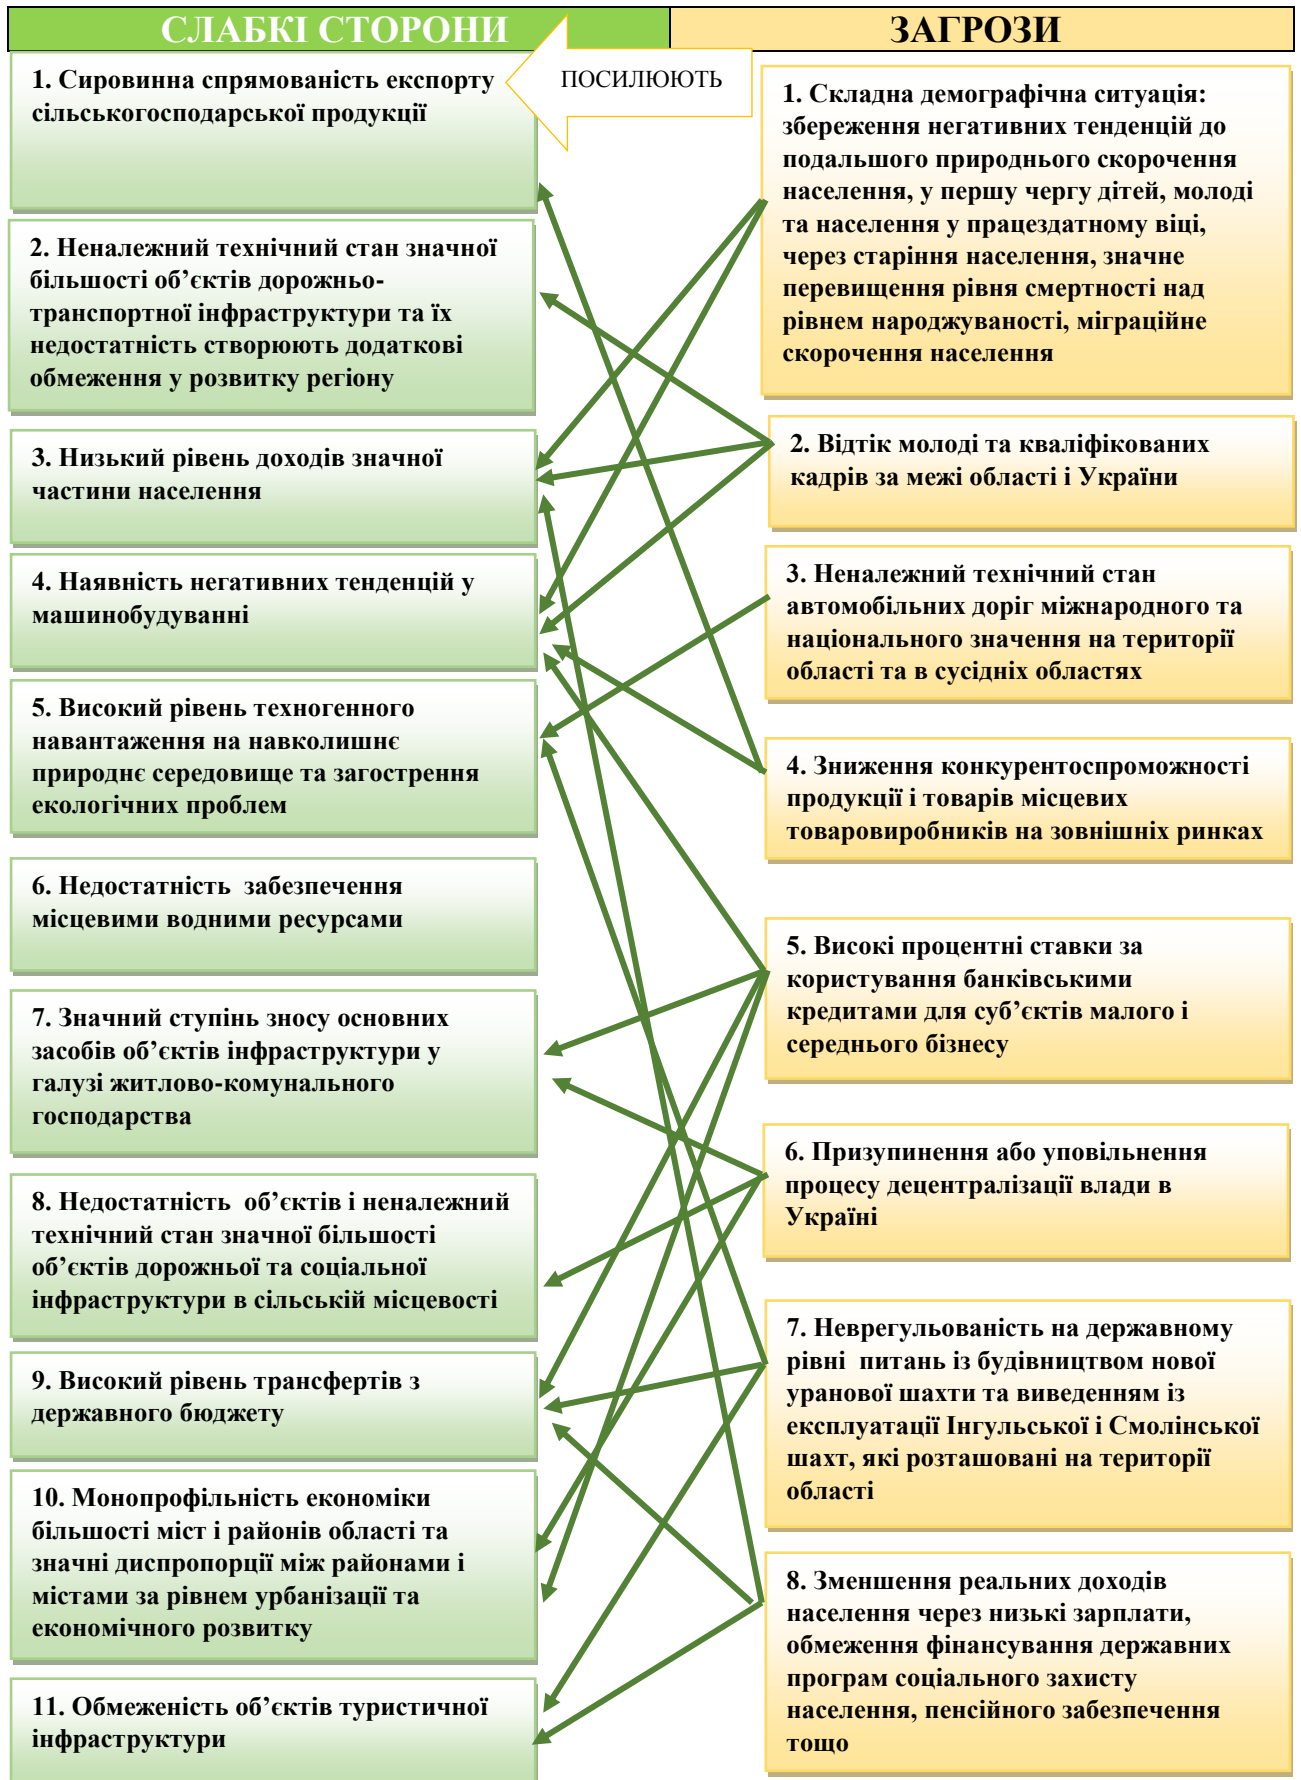 СЛАБКІ СТОРОНИ
ЗАГРОЗИ
ПОСИЛЮЮТЬ
1. Сировинна спрямованість експорту
сільськогосподарської продукції
2. Неналежний технічний стан значної
більшості об’єктів дорожньо-
транспортної інфраструктури та їх
недостатність створюють додаткові
обмеження у розвитку регіону
3. Низький рівень доходів значної
частини населення
4. Наявність негативних тенденцій у
машинобудуванні
5. Високий рівень техногенного
навантаження на навколишнє
природнє середовище та загострення
екологічних проблем
6. Недостатність забезпечення
місцевими водними ресурсами
7. Значний ступінь зносу основних
засобів об’єктів інфраструктури у
галузі житлово-комунального
господарства
8. Недостатність об’єктів і неналежний
технічний стан значної більшості
об’єктів дорожньої та соціальної
інфраструктури в сільській місцевості
9. Високий рівень трансфертів з
державного бюджету
10. Монопрофільність економіки
більшості міст і районів області та
значні диспропорції між районами і
містами за рівнем урбанізації та
економічного розвитку
11. Обмеженість об’єктів туристичної
інфраструктури
1. Складна демографічна ситуація:
збереження негативних тенденцій до
подальшого природнього скорочення
населення, у першу чергу дітей, молоді
та населення у працездатному віці,
через старіння населення, значне
перевищення рівня смертності над
рівнем народжуваності, міграційне
скорочення населення
2. Відтік молоді та кваліфікованих
кадрів за межі області і України
3. Неналежний технічний стан
автомобільних доріг міжнародного та
національного значення на території
області та в сусідніх областях
4. Зниження конкурентоспроможності
продукції і товарів місцевих
товаровиробників на зовнішніх ринках
5. Високі процентні ставки за
користування банківськими
кредитами для суб’єктів малого і
середнього бізнесу
6. Призупинення або уповільнення
процесу децентралізації влади в
Україні
7. Неврегульованість на державному
рівні питань із будівництвом нової
уранової шахти та виведенням із
експлуатації Інгульської і Смолінської
шахт, які розташовані на території
області
8. Зменшення реальних доходів
населення через низькі зарплати,
обмеження фінансування державних
програм соціального захисту
населення, пенсійного забезпечення
тощо